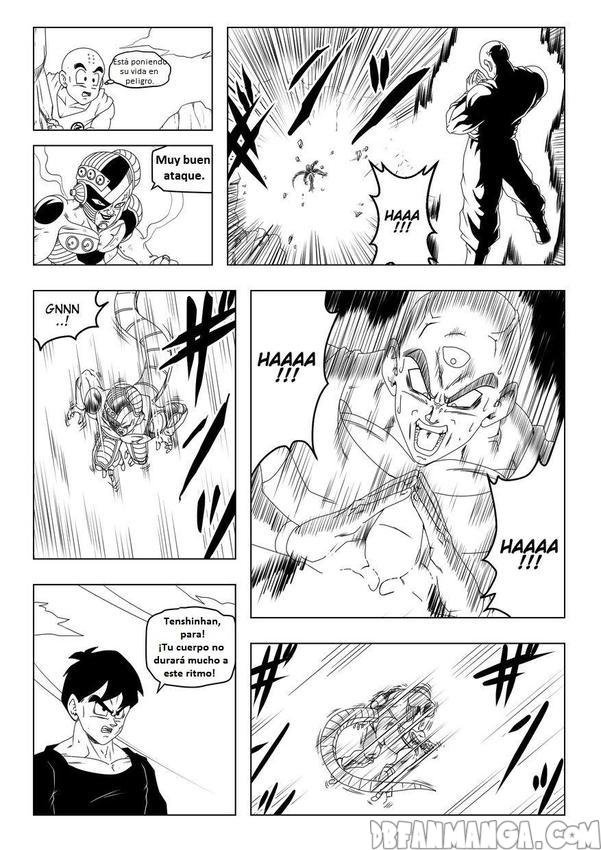 Está poniendo
su vida en
peligro.
Muy buen
ataque.
HAAA
!!!
GNNN
..!
HAAAA
!!!
HAAAA
!!!
Tenshinhan,
para!
¡Tu cuerpo no
durará mucho a
este ritmo!
DBFANMANGA.COM